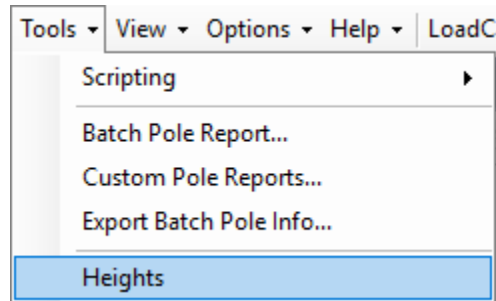 Tools View Options Help LoadC
Scripting
Batch Pole Report...
Custom Pole Reports...
Export Batch Pole Info...
Heights